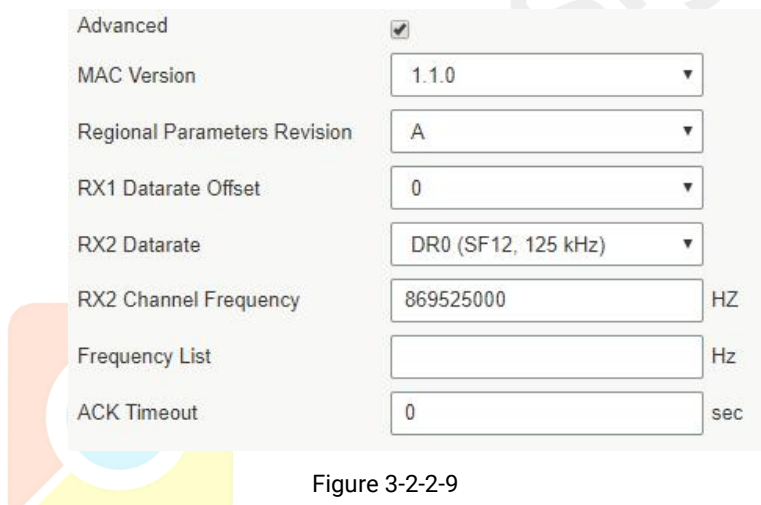 Advanced
MAC Version 1.1.0
Regional Parameters Revision A
RX1 Datarate Offset 0
RX2 Datarate DR0 (SF12, 125 kHz)
RX2 Channel Frequency 869525000 HZ
Frequency List Hz
ACK Timeout 0 sec
Figure 3-2-2-9